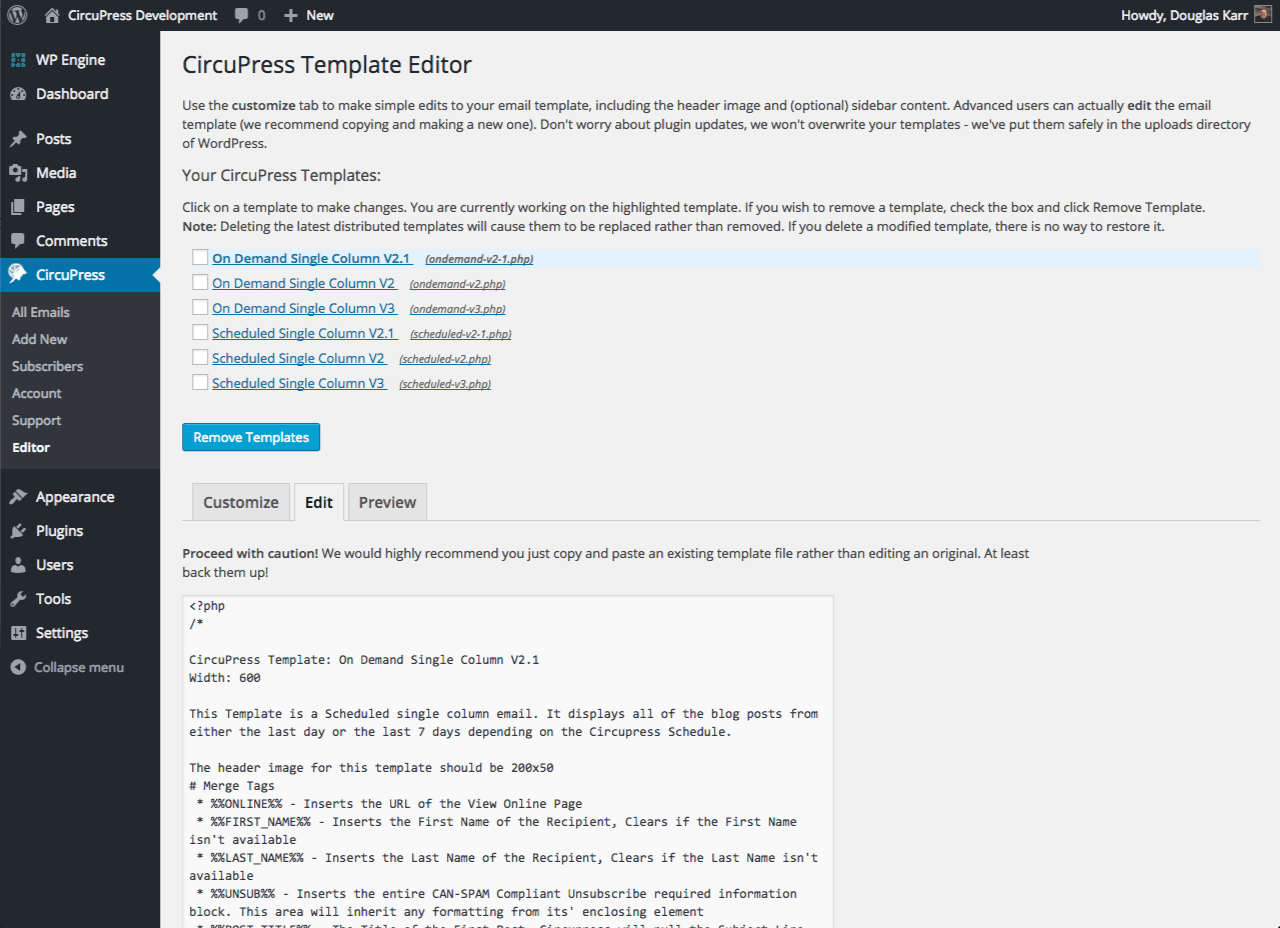 CircuPress Development 0 New Howdy, Douglas Karr
WP Engine
Dashboard
Posts
Media
Pages
Comments
CircuPress
All Emails
Add New
Subscribers
Account
Support
Editor
Appearance
Plugins
Users
Tools
Settings
Collapse menu
CircuPress Template Editor
Use the customize tab to make simple edits to your email template, including the header image and (optional) sidebar content. Advanced users can actually edit the email
template (we recommend copying and making a new one). Don't worry about plugin updates, we won't overwrite your templates - we've put them safely in the uploads directory
of WordPress.
Your CircuPress Templates:
Click on a template to make changes. You are currently working on the highlighted template. If you wish to remove a template, check the box and click Remove Template.
Note: Deleting the latest distributed templates will cause them to be replaced rather than removed. If you delete a modified template, there is no way to restore it.
On Demand Single Column V2.1 (ondemand-v2-1.php)
On Demand Single Column V2 (ondemand-v2.php)
On Demand Single Column V3 (ondemand-v3.php)
Scheduled Single Column V2.1 (scheduled-v2-1.php)
Scheduled Single Column V2 (scheduled-v2.php)
Scheduled Single Column V3 (scheduled-v3.php)
Remove Templates
Customize Edit Preview
Proceed with caution! We would highly recommend you just copy and paste an existing template file rather than editing an original. At least
back them up!
<?php
/*
CircuPress Template: On Demand Single Column V2.1
Width: 600
This Template is a Scheduled single column email. It displays all of the blog posts from
either the last day or the last 7 days depending on the Circupress Schedule.
The header image for this template should be 200x50
# Merge Tags
* %%ONLINE%% - Inserts the URL of the View Online Page
* %%FIRST_NAME%% - Inserts the First Name of the Recipient, Clears if the First Name
isn't available
* %%LAST_NAME%% - Inserts the Last Name of the Recipient, Clears if the Last Name isn't
available
* %%UNSUB%% - Inserts the entire CAN-SPAM Compliant Unsubscribe required information
block. This area will inherit any formatting from its' enclosing element
* %%POST_TITLE%% - The Title of the First Post. Circupress will pull the Subject Line